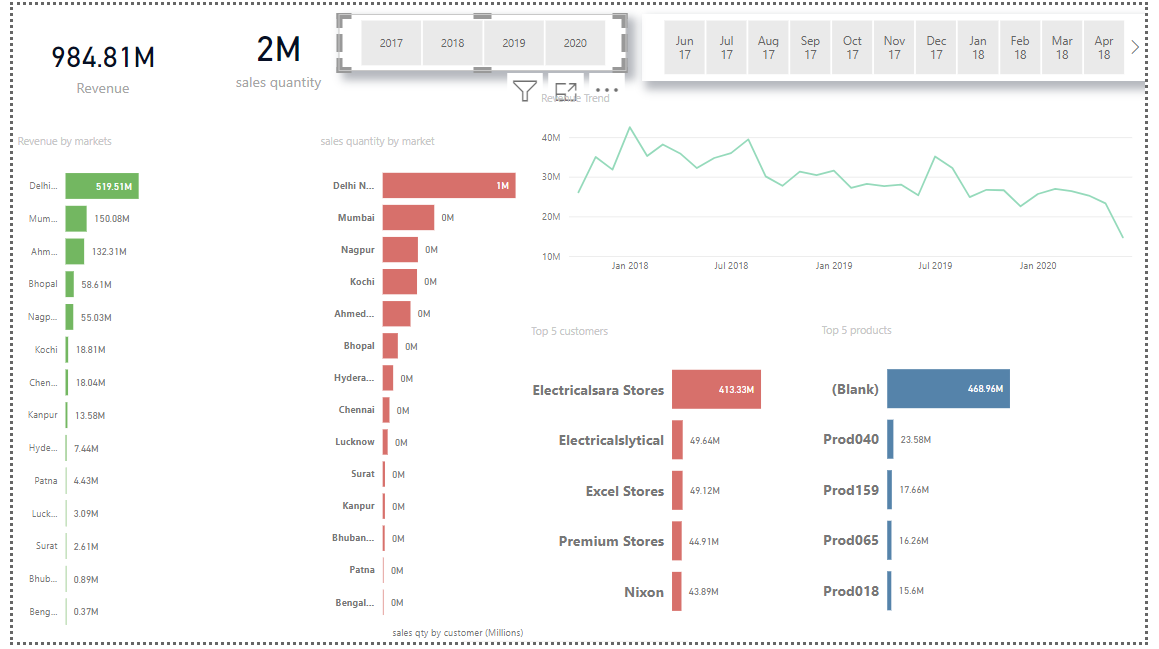 984.81M
Revenue
2M
sales quantity
2017
2018
2019
2020
Jun
17
Jul
17
Aug
17
Sep
17
Oct
17
Nov
17
Dec
17
Jan
18
Feb
18
Mar
18
Apr
18
Revenue by markets
Delhi...
519.51M
Mum...
150.08M
Ahm...
132.31M
Bhopal
58.61M
Nagp...
55.03M
Kochi
18.81M
Chen...
18.04M
Kanpur
13.58M
Hyde...
7.44M
Patna
4.43M
Luck...
3.09M
Surat
2.61M
Bhub...
0.89M
Beng...
0.37M
sales quantity by market
Delhi N...
1M
Mumbai
0M
Nagpur
0M
Kochi
0M
Ahmed...
0M
Bhopal
0M
Hydera...
0M
Chennai
0M
Lucknow
0M
Surat
0M
Kanpur
0M
Bhuban...
0M
Patna
0M
Bengal...
0M
sales qty by customer (Millions)
Revenue Trend
40M
30M
20M
10M
Jan 2018
Jul 2018
Jan 2019
Jul 2019
Jan 2020
Top 5 customers
Electricalsara Stores
413.33M
Electricalslytical
49.64M
Excel Stores
49.12M
Premium Stores
44.91M
Nixon
43.89M
Top 5 products
(Blank)
468.96M
Prod040
23.58M
Prod159
17.66M
Prod065
16.26M
Prod018
15.6M